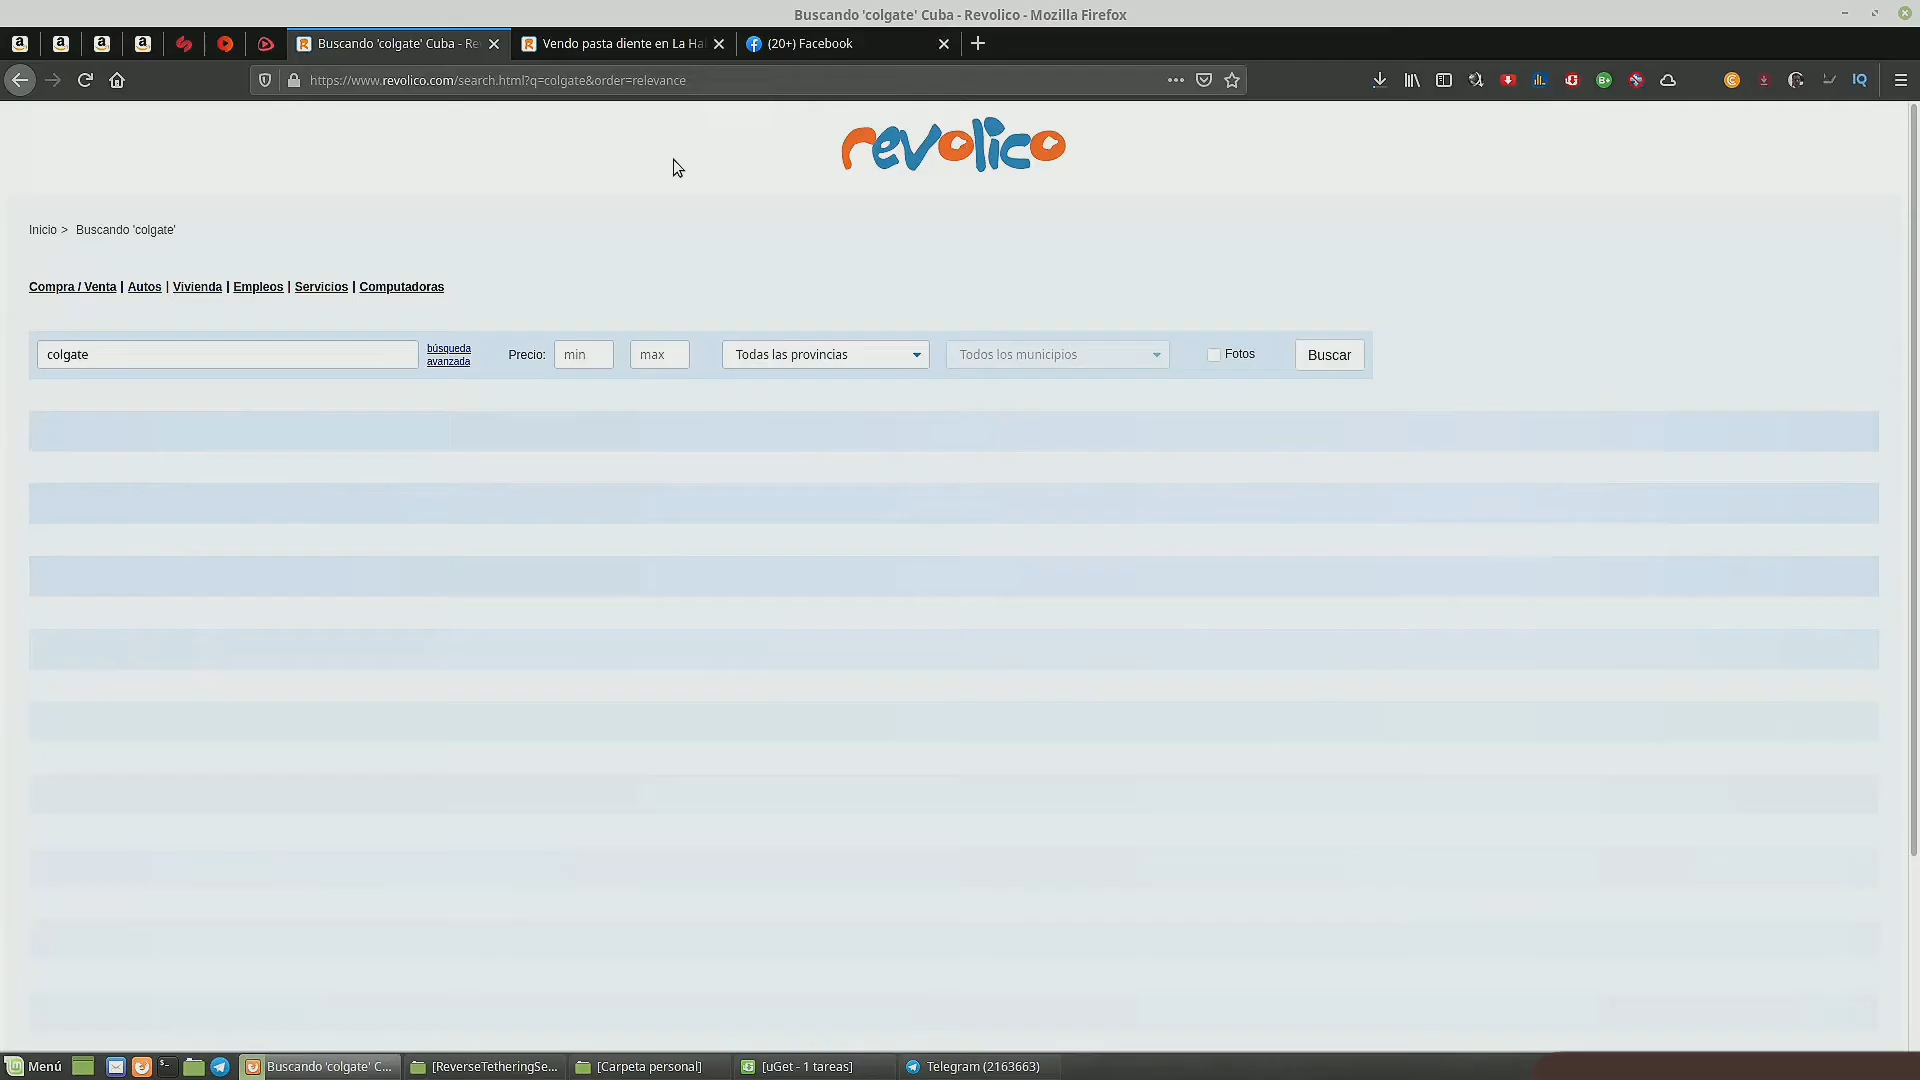 Buscando 'colgate' Cuba - Revolico - Mozilla Firefox
Buscando 'colgate' Cuba - Re
Vendo pasta diente en La Ha
(20+) Facebook
https://www.revolico.com/search.html?q=colgate&order=relevance
IQ
revolico
Inicio > Buscando 'colgate'
Compra / Venta | Autos | Vivienda | Empleos | Servicios | Computadoras
colgate
búsqueda
avanzada
Precio:
min
max
Todas las provincias
Todos los municipios
Fotos
Buscar
Menú
Buscando 'colgate' C...
[ReverseTetheringSe...
[Carpeta personal]
[uGet - 1 tareas]
Telegram (2163663)